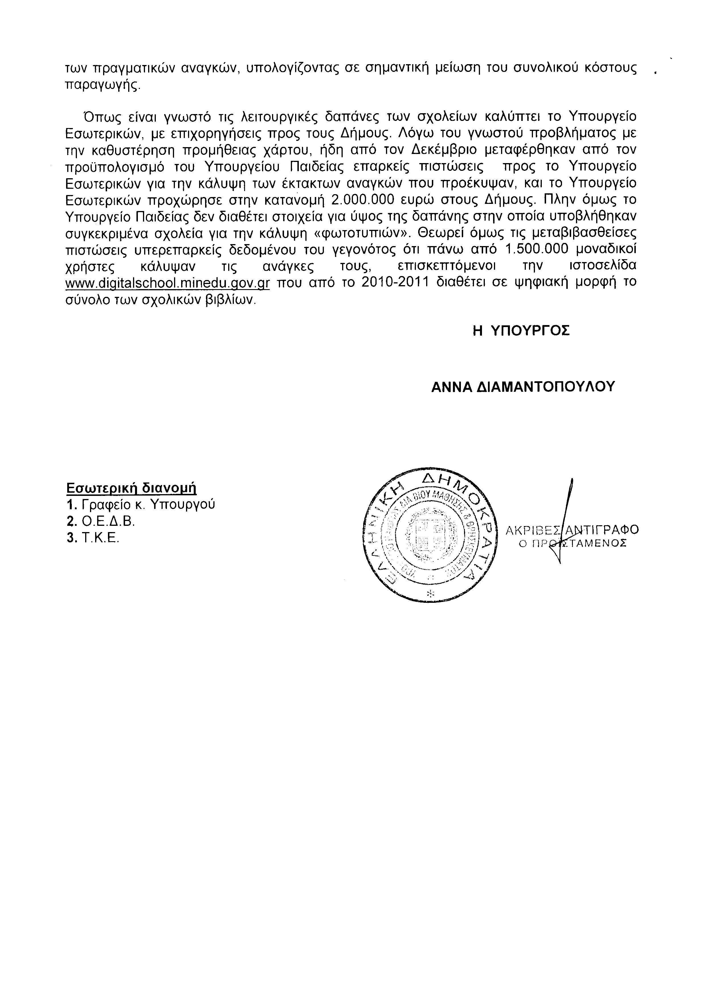 των πραγματικών αναγκών, υπολογίζοντας σε σημαντική μείωση του συνολικού κόστους
παραγωγής.
Όπως είναι γνωστό τις λειτουργικές δαπάνες των σχολείων καλύπτει το Υπουργείο
Εσωτερικών, με επιχορηγήσεις προς τους Δήμους. Λόγω του γνωστού προβλήματος με
την καθυστέρηση προμήθειας χάρτου, ήδη από τον Δεκέμβριο μεταφέρθηκαν από τον
προϋπολογισμό του Υπουργείου Παιδείας επαρκείς πιστώσεις προς το Υπουργείο
Εσωτερικών για την κάλυψη των έκτακτων αναγκών που προέκυψαν, και το Υπουργείο
Εσωτερικών προχώρησε στην κατανομή 2.000.000 ευρώ στους Δήμους. Πλην όμως το
Υπουργείο Παιδείας δεν διαθέτει στοιχεία για ύψος της δαπάνης στην οποία υποβλήθηκαν
συγκεκριμένα σχολεία για την κάλυψη «φωτοτυπιών». Θεωρεί όμως τις μεταβιβασθείσες
πιστώσεις υπερεπαρκείς δεδομένου του γεγονότος ότι πάνω από 1.500.000 μοναδικοί
χρήστες κάλυψαν τις ανάγκες τους, επισκεπτόμενοι την ιστοσελίδα
www.digitalschool.minedu.gov.gr που από το 2010-2011 διαθέτει σε ψηφιακή μορφή το
σύνολο των σχολικών βιβλίων.
Η ΥΠΟΥΡΓΟΣ
ΑΝΝΑ ΔΙΑΜΑΝΤΟΠΟΥΛΟΥ
Εσωτερική διανομή
1. Γραφείο κ. Υπουργού
2. Ο.Ε.Δ.Β.
3. Τ.Κ.Ε.
ΕΛΛΗΝΙΚΗ ΔΗΜΟΚΡΑΤΙΑ
ΔΙΑ ΒΙΟΥ ΜΑΘΗΣΗΣ & ΘΡΗΣΚΕΥΜΑΤΩΝ
ΑΚΡΙΒΕΣ ΑΝΤΙΓΡΑΦΟ
Ο ΠΡΟΪΣΤΑΜΕΝΟΣ